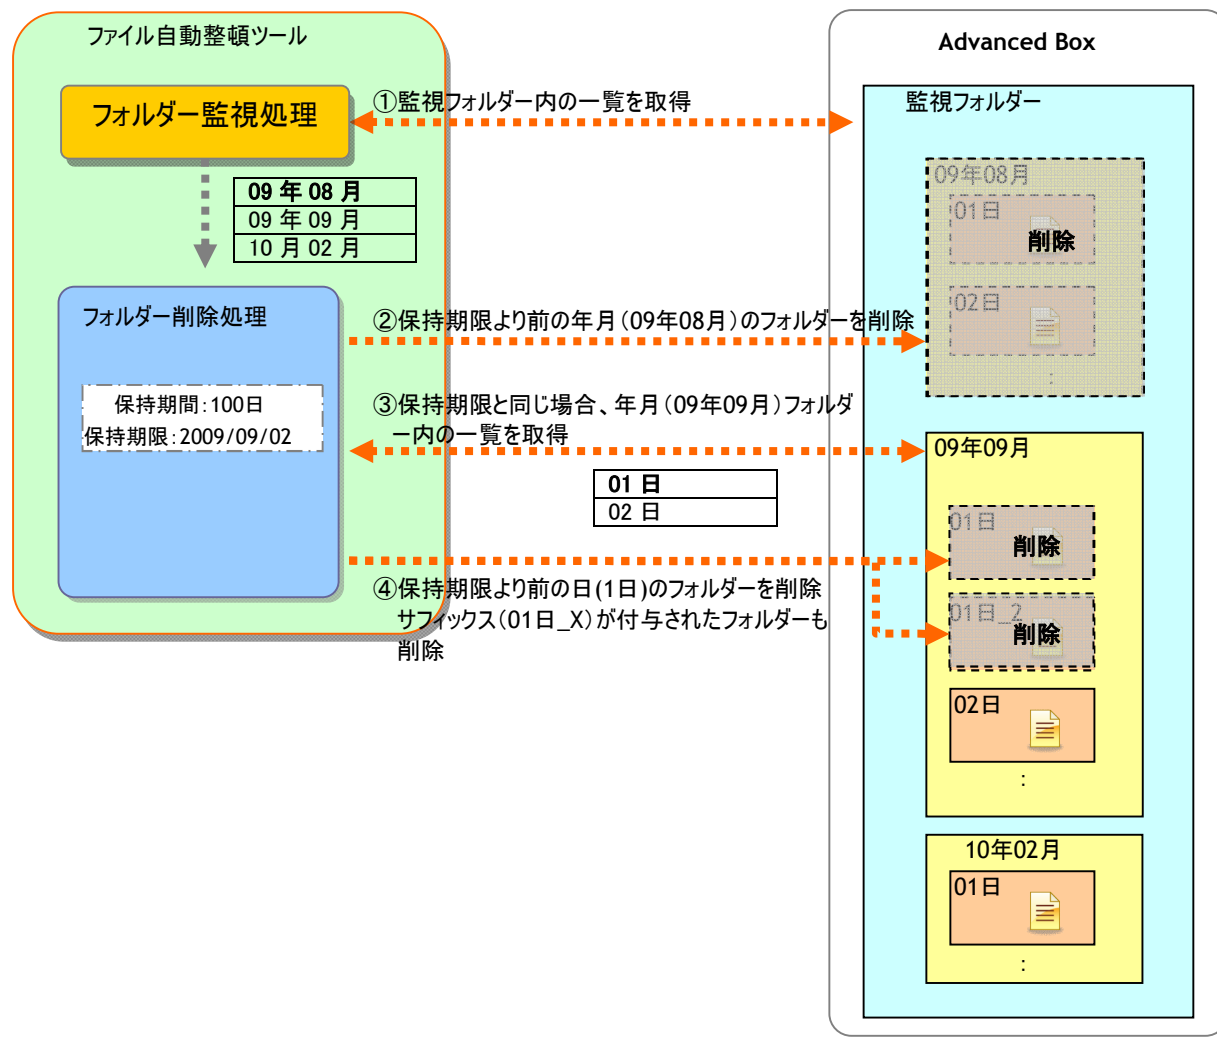 ファイル自動整頓ツール
フォルダー監視処理
09 年 08 月
09 年 09 月
10 月 02 月
フォルダー削除処理
保持期間：100日
保持期限：2009/09/02
①監視フォルダー内の一覧を取得
②保持期限より前の年月（09年08月）のフォルダーを削除
③保持期限と同じ場合、年月（09年09月）フォルダ
ー内の一覧を取得
01 日
02 日
④保持期限より前の日(1日)のフォルダーを削除
サフィックス（01日_X）が付与されたフォルダーも
削除
Advanced Box
監視フォルダー
09年08月
01日
削除
02日
：
09年09月
01日
削除
01日_2
削除
02日
：
10年02月
01日
：